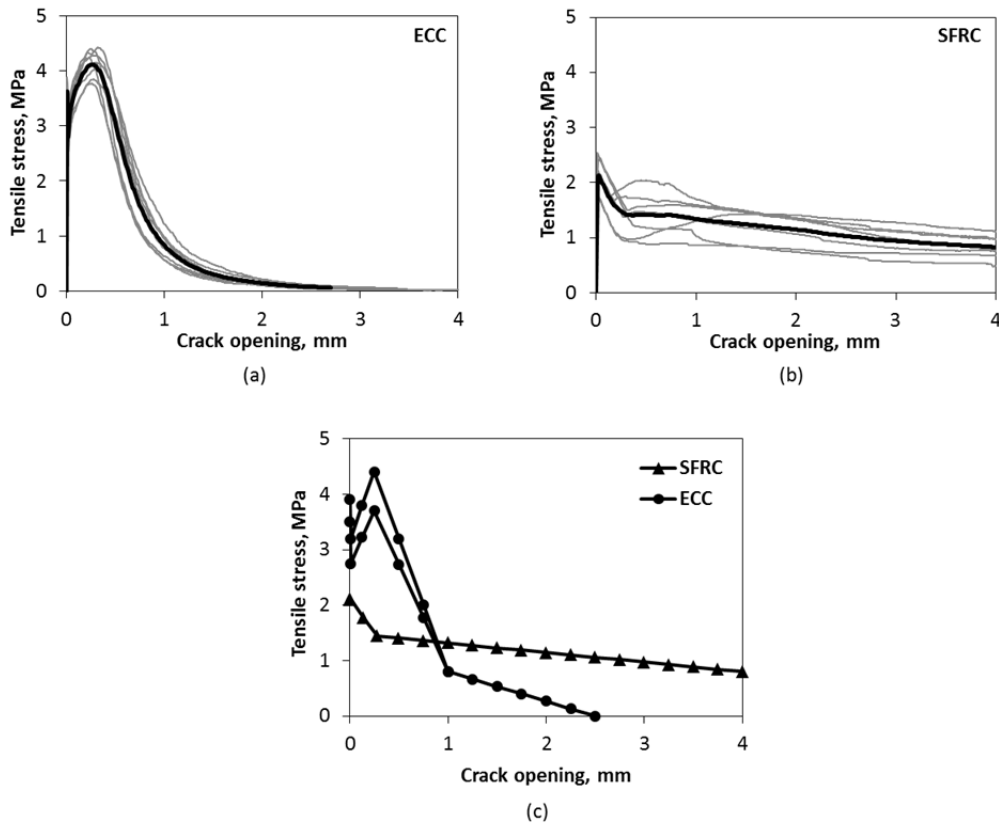 ECC
5
4
3
2
1
0
Tensile stress, MPa
0 1 2 3 4
Crack opening, mm
(a)
SFRC
5
4
3
2
1
0
Tensile stress, MPa
0 1 2 3 4
Crack opening, mm
(b)
SFRC
ECC
5
4
3
2
1
0
Tensile stress, MPa
0 1 2 3 4
Crack opening, mm
(c)